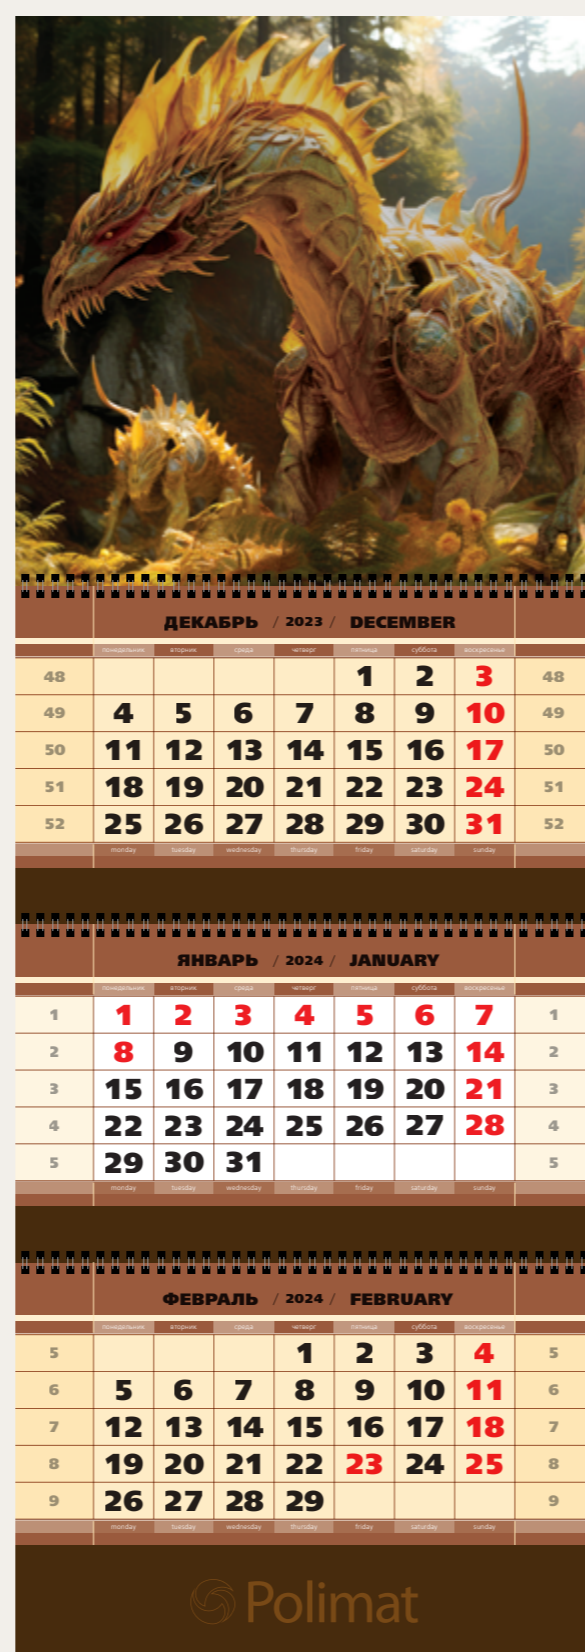 ДЕКАБРЬ / 2023 / DECEMBER
понедельник вторник среда четверг пятница суббота воскресенье
48 1 2 3 48
49 4 5 6 7 8 9 10 49
50 11 12 13 14 15 16 17 50
51 18 19 20 21 22 23 24 51
52 25 26 27 28 29 30 31 52
monday tuesday wednesday thursday friday saturday sunday
ЯНВАРЬ / 2024 / JANUARY
понедельник вторник среда четверг пятница суббота воскресенье
1 1 2 3 4 5 6 7 1
2 8 9 10 11 12 13 14 2
3 15 16 17 18 19 20 21 3
4 22 23 24 25 26 27 28 4
5 29 30 31 5
monday tuesday wednesday thursday friday saturday sunday
ФЕВРАЛЬ / 2024 / FEBRUARY
понедельник вторник среда четверг пятница суббота воскресенье
5 1 2 3 4 5
6 5 6 7 8 9 10 11 6
7 12 13 14 15 16 17 18 7
8 19 20 21 22 23 24 25 8
9 26 27 28 29 9
monday tuesday wednesday thursday friday saturday sunday
Polimat